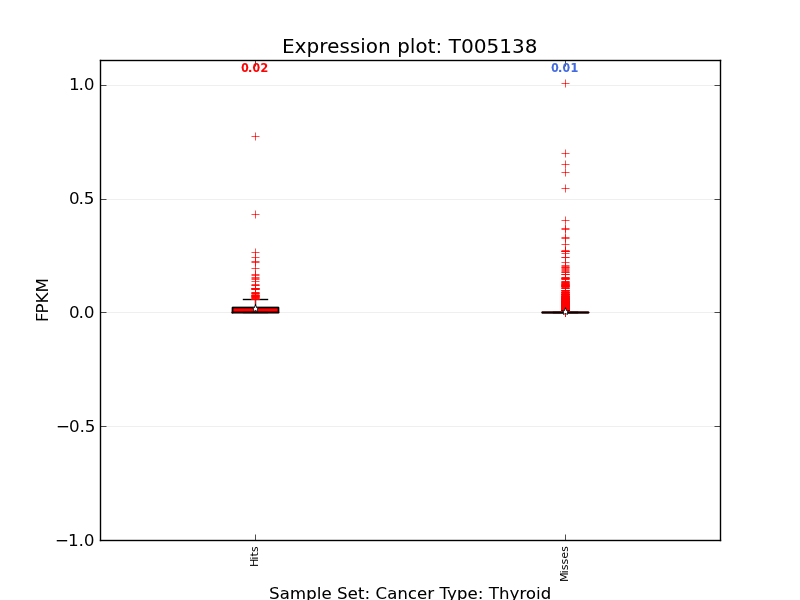 Expression plot: T005138
0.02
0.01
1.0
0.5
0.0
−0.5
−1.0
FPKM
Hits
Misses
Sample Set: Cancer Type: Thyroid